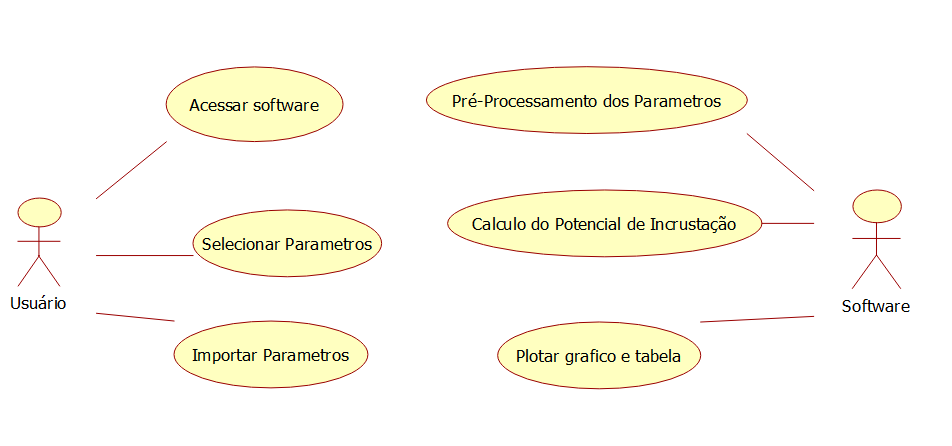 Acessar software
Pré-Processamento dos Parametros
Selecionar Parametros
Calculo do Potencial de Incrustação
Usuário
Software
Importar Parametros
Plotar grafico e tabela